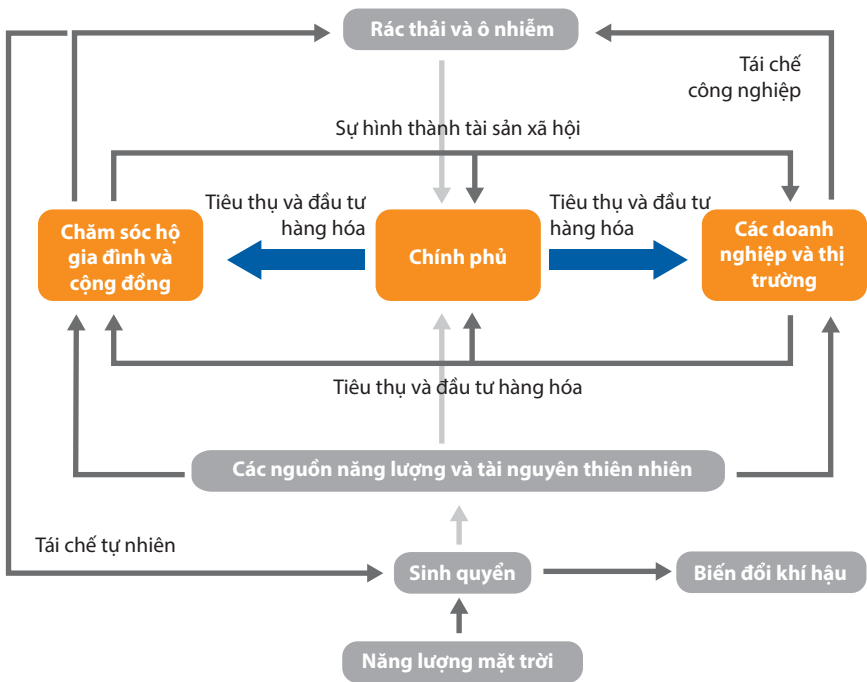 Rác thải và ô nhiễm
Tái chế
công nghiệp
Sự hình thành tài sản xã hội
Tiêu thụ và đầu tư
hàng hóa
Tiêu thụ và đầu tư
hàng hóa
Chăm sóc hộ
gia đình và
cộng đồng
Chính phủ
Các doanh
nghiệp và thị
trường
Tiêu thụ và đầu tư hàng hóa
Các nguồn năng lượng và tài nguyên thiên nhiên
Tái chế tự nhiên
Sinh quyển
Biến đổi khí hậu
Năng lượng mặt trời